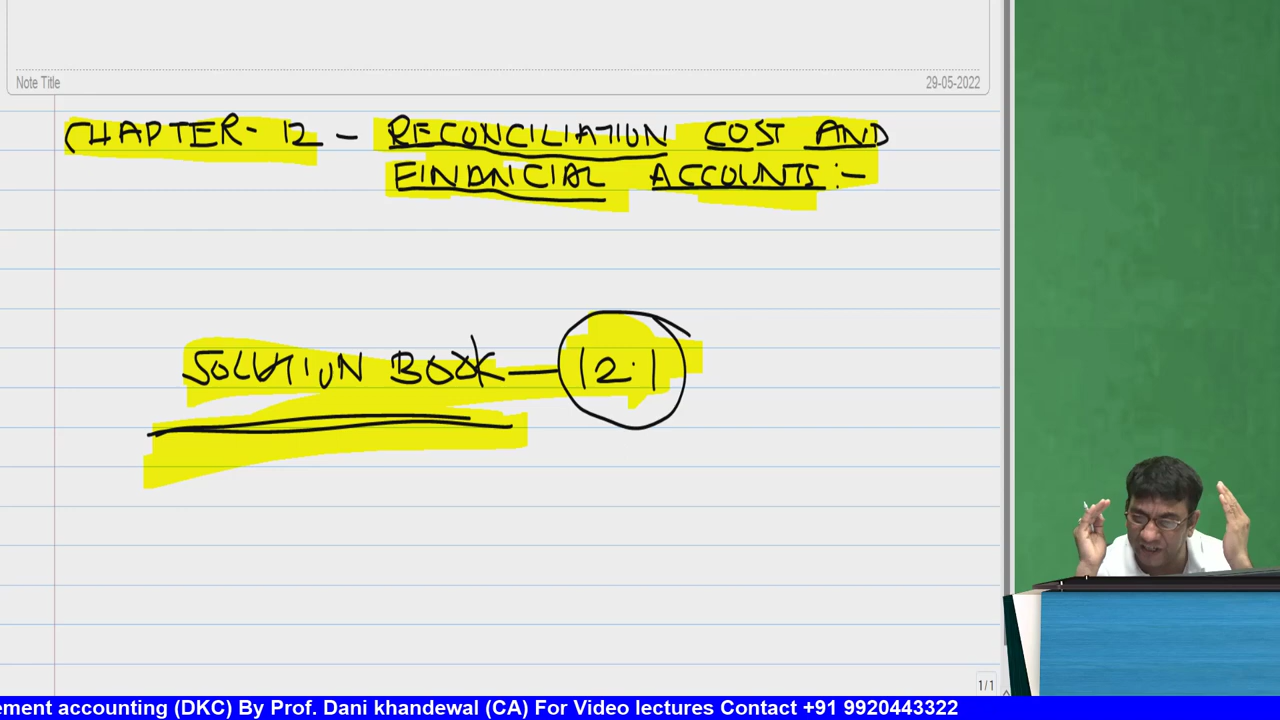 Note Title
29-05-2022
CHAPTER- 12 - RECONCILIATION COST AND
FINANCIAL ACCOUNTS:-
SOLUTION BOOK - 12.1
1/1
ement accounting (DKC) By Prof. Dani khandewal (CA) For Video lectures Contact +91 9920443322